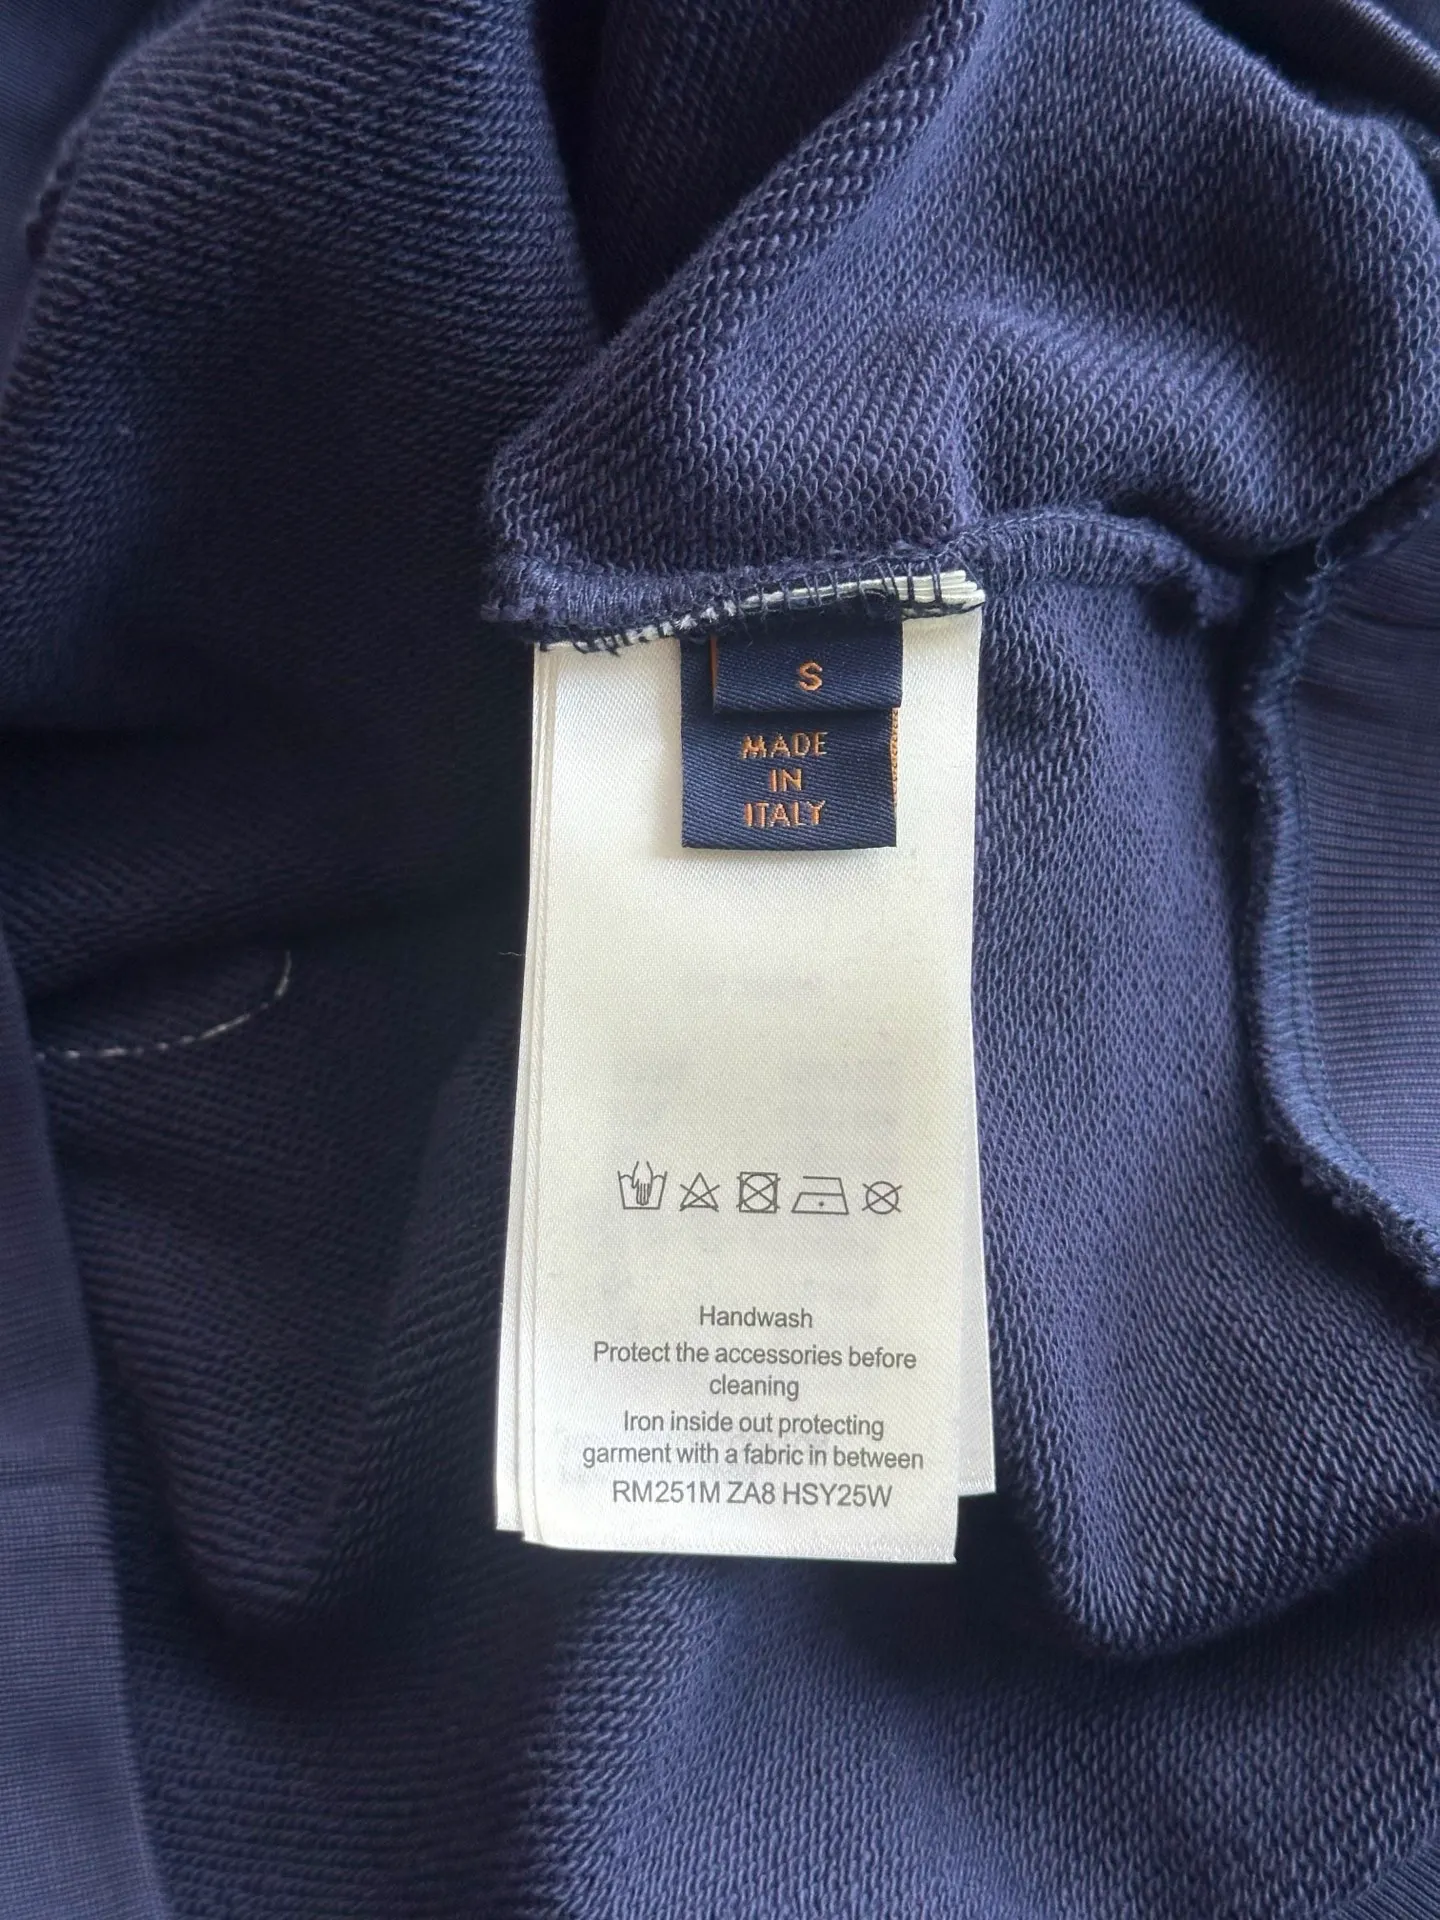 S
MADE
IN
ITALY
Handwash
Protect the accessories before
cleaning
Iron inside out protecting
garment with a fabric in between
RM251M ZA8 HSY25W